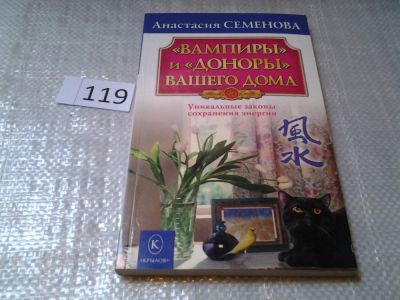 119
Анастасия СЕМЕНОВА
«ВАМПИРЫ»
и «ДОНОРЫ»
ВАШЕГО ДОМА
Уникальные законы
сохранения энергии
風
水
К
«КРЫЛОВ»